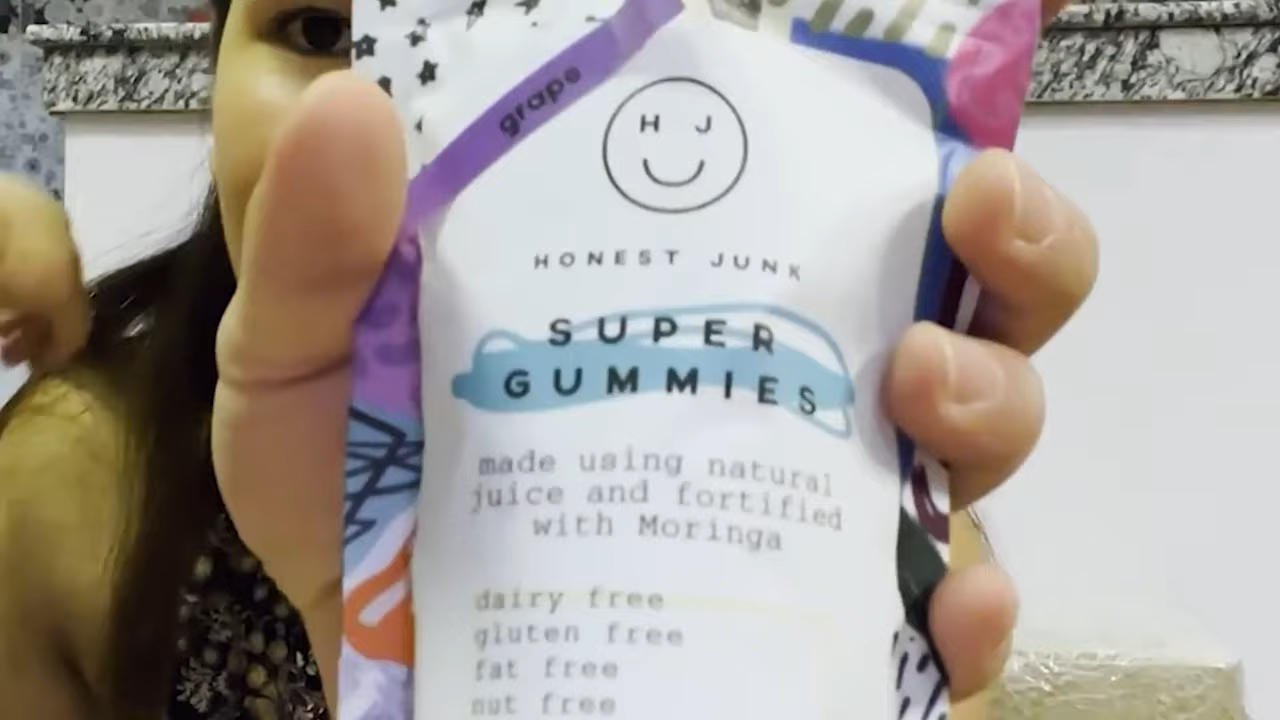 grape
H J
HONEST JUNK
SUPER
GUMMIES
made using natural
juice and fortified
with Moringa
dairy free
gluten free
fat free
nut free